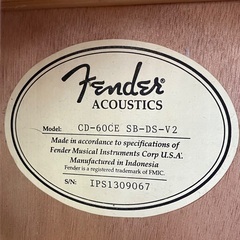 Fender
ACOUSTICS
Model: CD-60CE SB-DS-V2
Made in accordance to specifications of
Fender Musical Instruments Corp U.S.A.
Manufactured in Indonesia
Fender is a registered trademark of FMIC.
S/N: IPS1309067